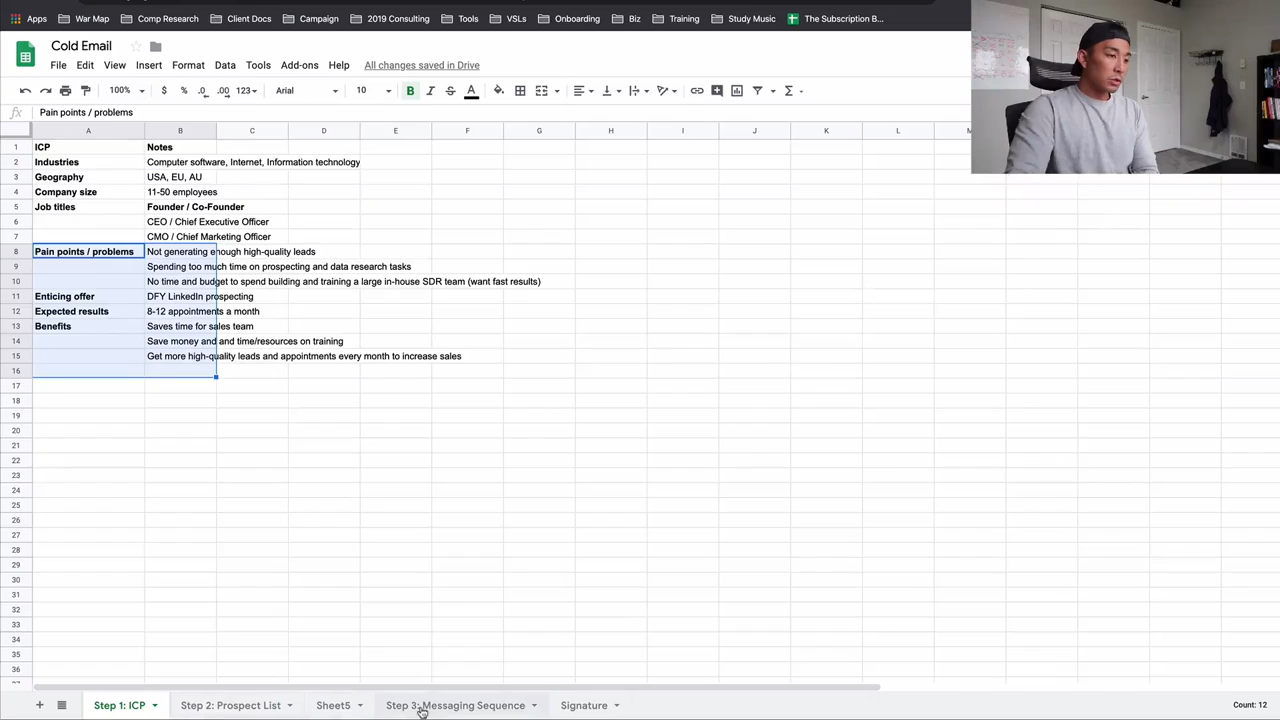 Apps War Map Comp Research Client Docs Campaign 2019 Consulting Tools VSLs Onboarding Biz Training Study Music The Subscription B...
Cold Email
File Edit View Insert Format Data Tools Add-ons Help All changes saved in Drive
100% $ % .0 .00 123 Arial 10 B I S A Σ
fx Pain points / problems
A B C D E F G H I J K L M
1 ICP Notes
2 Industries Computer software, Internet, Information technology
3 Geography USA, EU, AU
4 Company size 11-50 employees
5 Job titles Founder / Co-Founder
6 CEO / Chief Executive Officer
7 CMO / Chief Marketing Officer
8 Pain points / problems Not generating enough high-quality leads
9 Spending too much time on prospecting and data research tasks
10 No time and budget to spend building and training a large in-house SDR team (want fast results)
11 Enticing offer DFY LinkedIn prospecting
12 Expected results 8-12 appointments a month
13 Benefits Saves time for sales team
14 Save money and and time/resources on training
15 Get more high-quality leads and appointments every month to increase sales
16
17
18
19
20
21
22
23
24
25
26
27
28
29
30
31
32
33
34
35
36
37
+ Step 1: ICP Step 2: Prospect List Sheet5 Step 3: Messaging Sequence Signature Count: 12